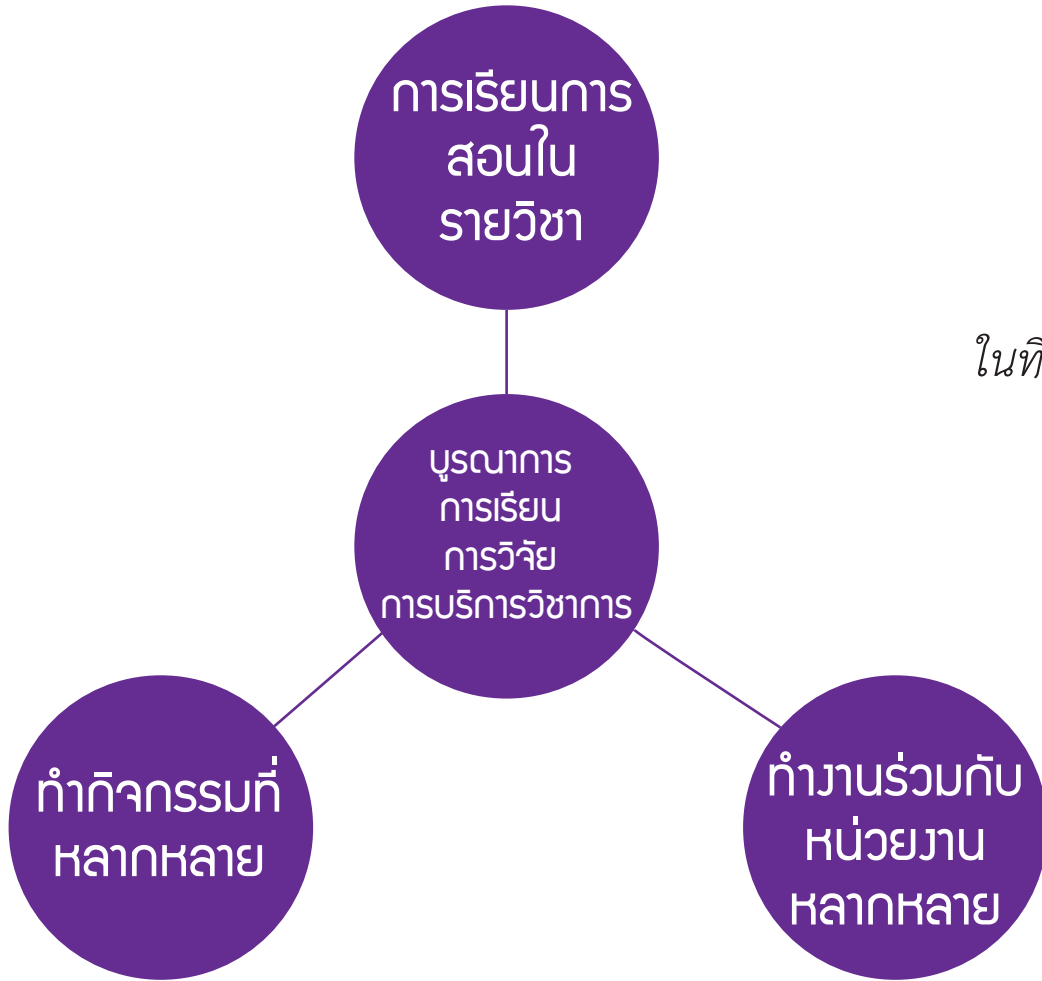 การเรียนการ
สอนใน
รายวิชา
ในที
บูรณาการ
การเรียน
การวิจัย
การบริการวิชาการ
ทำกิจกรรมที่
หลากหลาย
ทำงานร่วมกับ
หน่วยงาน
หลากหลาย